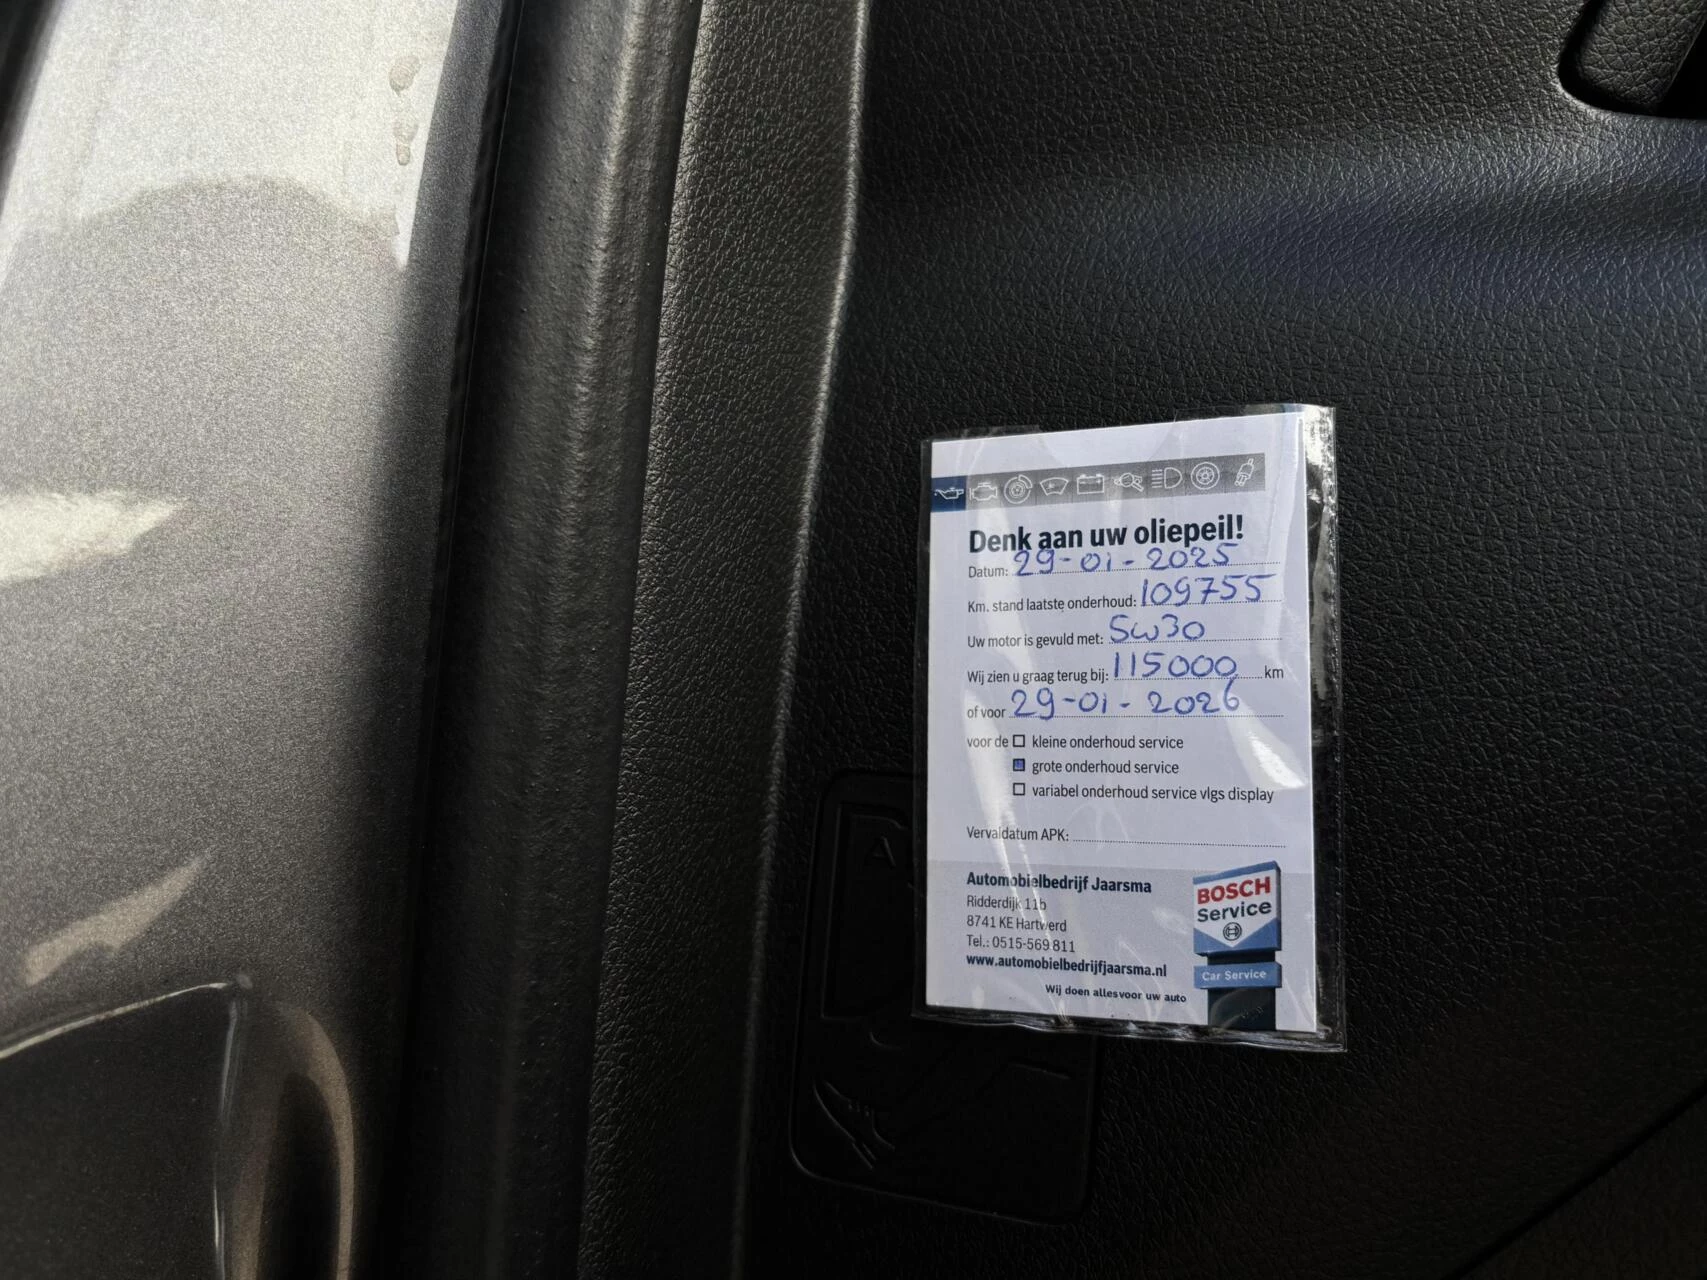 Denk aan uw oliepeil!
Datum: 29-01-2025
Km. stand laatste onderhoud: 109755
Uw motor is gevuld met: 5w30
Wij zien u graag terug bij: 115000 km
of voor 29-01-2026
voor de kleine onderhoud service
grote onderhoud service
variabel onderhoud service vlgs display
Vervaldatum APK:
Automobielbedrijf Jaarsma
Ridderdijk 11b
8741 KE Hartwerd
Tel.: 0515-569 811
www.automobielbedrijfjaarsma.nl
Wij doen alles voor uw auto
BOSCH
Service
Car Service